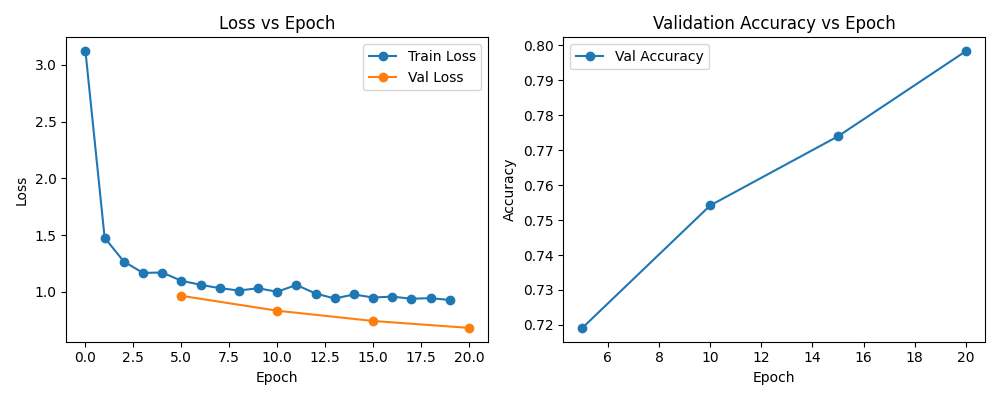 Loss vs Epoch
Train Loss
Val Loss
3.0
2.5
2.0
1.5
1.0
Loss
0.0 2.5 5.0 7.5 10.0 12.5 15.0 17.5 20.0
Epoch
Validation Accuracy vs Epoch
Val Accuracy
0.80
0.79
0.78
0.77
0.76
0.75
0.74
0.73
0.72
Accuracy
6 8 10 12 14 16 18 20
Epoch